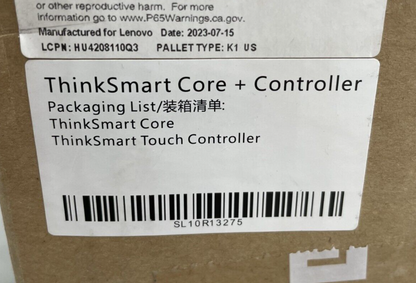 or other reproductive harm. For more
information go to www.P65Warnings.ca.gov.
Manufactured for Lenovo Date: 2023-07-15
LCPN: HU4208110Q3 PALLET TYPE: K1 US
ThinkSmart Core + Controller
Packaging List/装箱清单:
ThinkSmart Core
ThinkSmart Touch Controller
SL10R13275